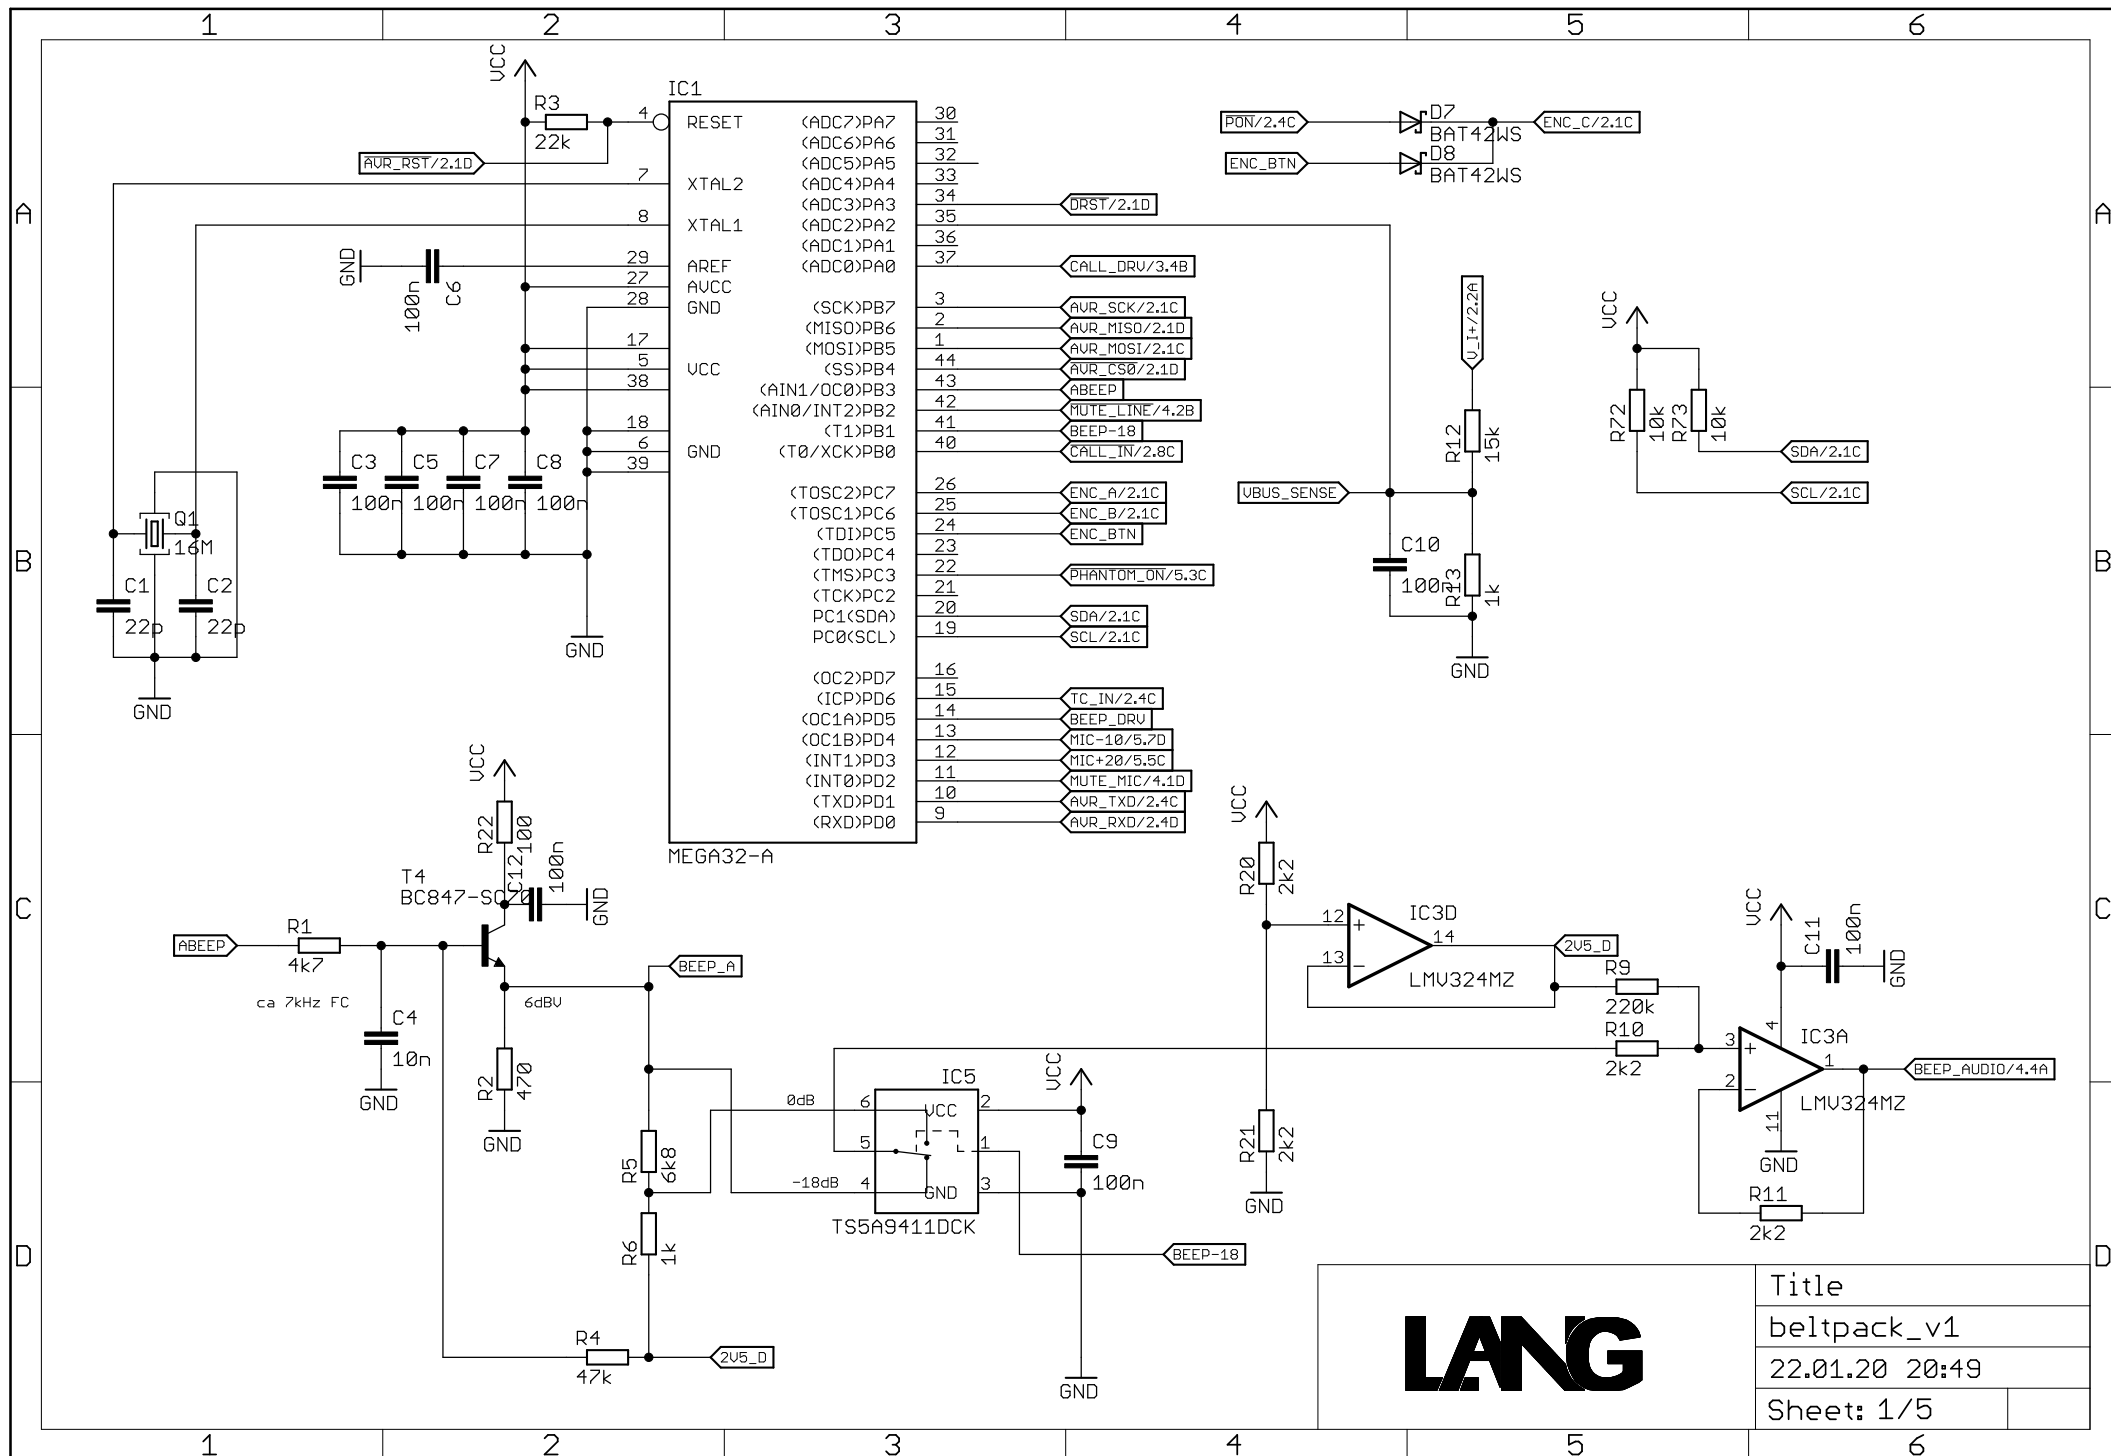 1 2 3 4 5 6
A A
B B
C C
D D
VCC
R3
22k
AVR_RST/2.1D
GND
100n
C6
C3
100n
C5
100n
C7
100n
C8
100n
GND
Q1
16M
C1
22p
C2
22p
GND
IC1
4 RESET
7 XTAL2
8 XTAL1
29 AREF
27 AVCC
28 GND
17
5 VCC
38
18
6 GND
39
(ADC7)PA7 30
(ADC6)PA6 31
(ADC5)PA5 32
(ADC4)PA4 33
(ADC3)PA3 34 DRST/2.1D
(ADC2)PA2 35
(ADC1)PA1 36
(ADC0)PA0 37 CALL_DRV/3.4B
(SCK)PB7 3 AVR_SCK/2.1C
(MISO)PB6 2 AVR_MISO/2.1D
(MOSI)PB5 1 AVR_MOSI/2.1C
(SS)PB4 44 AVR_CS0/2.1D
(AIN1/OC0)PB3 43 ABEEP
(AIN0/INT2)PB2 42 MUTE_LINE/4.2B
(T1)PB1 41 BEEP-18
(T0/XCK)PB0 40 CALL_IN/2.8C
(TOSC2)PC7 26 ENC_A/2.1C
(TOSC1)PC6 25 ENC_B/2.1C
(TDI)PC5 24 ENC_BTN
(TDO)PC4 23
(TMS)PC3 22 PHANTOM_ON/5.3C
(TCK)PC2 21
PC1(SDA) 20 SDA/2.1C
PC0(SCL) 19 SCL/2.1C
(OC2)PD7 16
(ICP)PD6 15 TC_IN/2.4C
(OC1A)PD5 14 BEEP_DRV
(OC1B)PD4 13 MIC-10/5.7D
(INT1)PD3 12 MIC+20/5.5C
(INT0)PD2 11 MUTE_MIC/4.1D
(TXD)PD1 10 AVR_TXD/2.4C
(RXD)PD0 9 AVR_RXD/2.4D
MEGA32-A
PON/2.4C
D7
BAT42WS
ENC_C/2.1C
ENC_BTN
D8
BAT42WS
V_I+/2.2A
R12
15k
VBUS_SENSE
C10
100n
R13
1k
GND
VCC
R72
10k
R73
10k
SDA/2.1C
SCL/2.1C
VCC
R22
100
C12
100n
GND
T4
BC847-SC70
ABEEP
R1
4k7
ca 7kHz FC
C4
10n
GND
6dBV
R2
470
GND
BEEP_A
R5
6k8
R6
1k
R4
47k
2V5_D
0dB
-18dB
IC5
6 VCC 2
5 1
4 GND 3
TS5A9411DCK
VCC
C9
100n
BEEP-18
GND
VCC
R20
2k2
R21
2k2
GND
IC3D
12 +
13 -
14
LMV324MZ
2V5_D
R9
220k
R10
2k2
VCC
C11
100n
GND
IC3A
4
3 +
2 -
1
11
LMV324MZ
GND
R11
2k2
BEEP_AUDIO/4.4A
LANG
Title
beltpack_v1
22.01.20 20:49
Sheet: 1/5
1 2 3 4 5 6